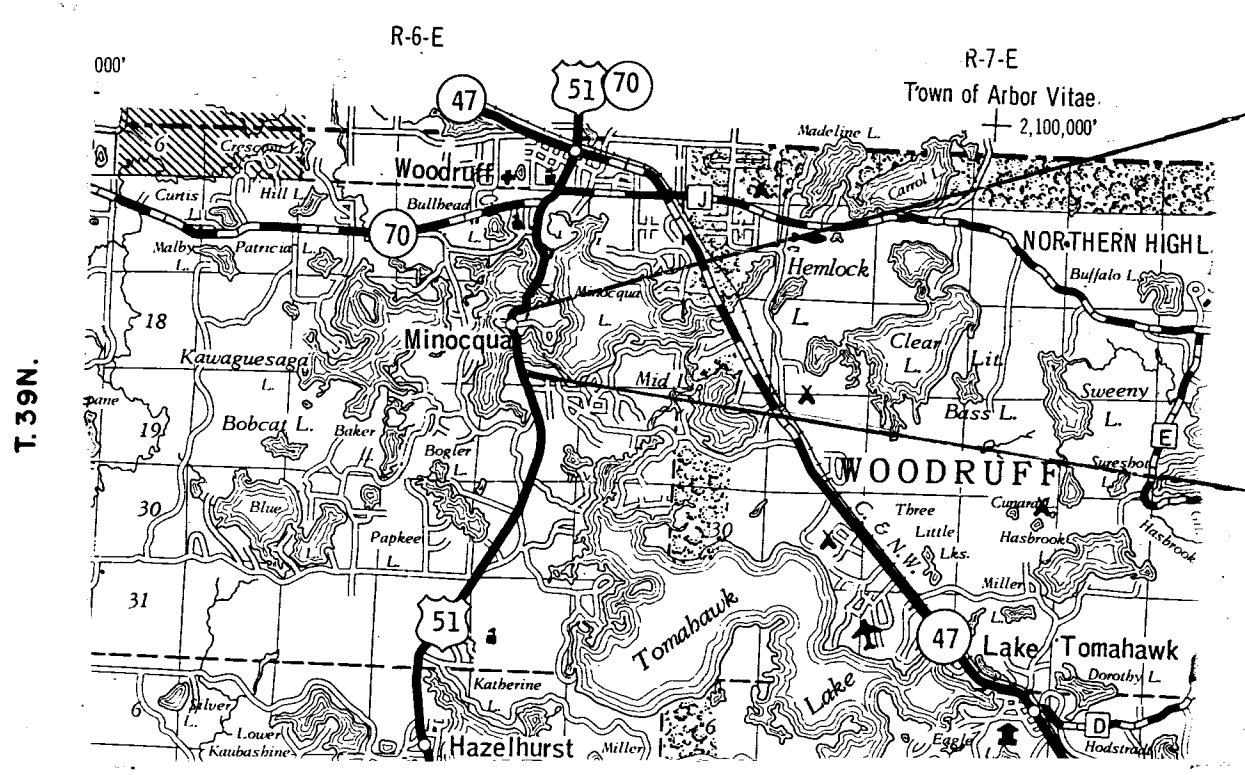 R-6-E
R-7-E
000'
Town of Arbor Vitae
2,100,000'
51
70
47
Madeline L.
6
Crescent L.
Carrol L.
Woodruff
Curtis
L.
Hill L.
Bullhead
L.
J
70
Malby
L.
Patricia L.
NORTHERN HIGHL
Hemlock
L.
Buffalo L.
Minocqua
L.
18
Minocqua
Kawaguesaga
L.
Clear
L.
Lit.
Bass L.
Mid L.
Sweeny
L.
T.39N.
pane
19
Bobcat L.
Baker
Bogler
L.
E
WOODRUFF
Sureshot
L.
30
Blue
L.
Papkee
L.
30
Three
Little
Lks.
Cunard L.
Hasbrook
L.
Hasbrook
C. & N.W.
31
Miller
L.
51
Tomahawk
Lake
47
Lake Tomahawk
Katherine
L.
Dorothy L.
6
Silver
L.
Lower
Kaubashine
Hazelhurst
Miller
6
Eagle
L.
D
Hodstradt